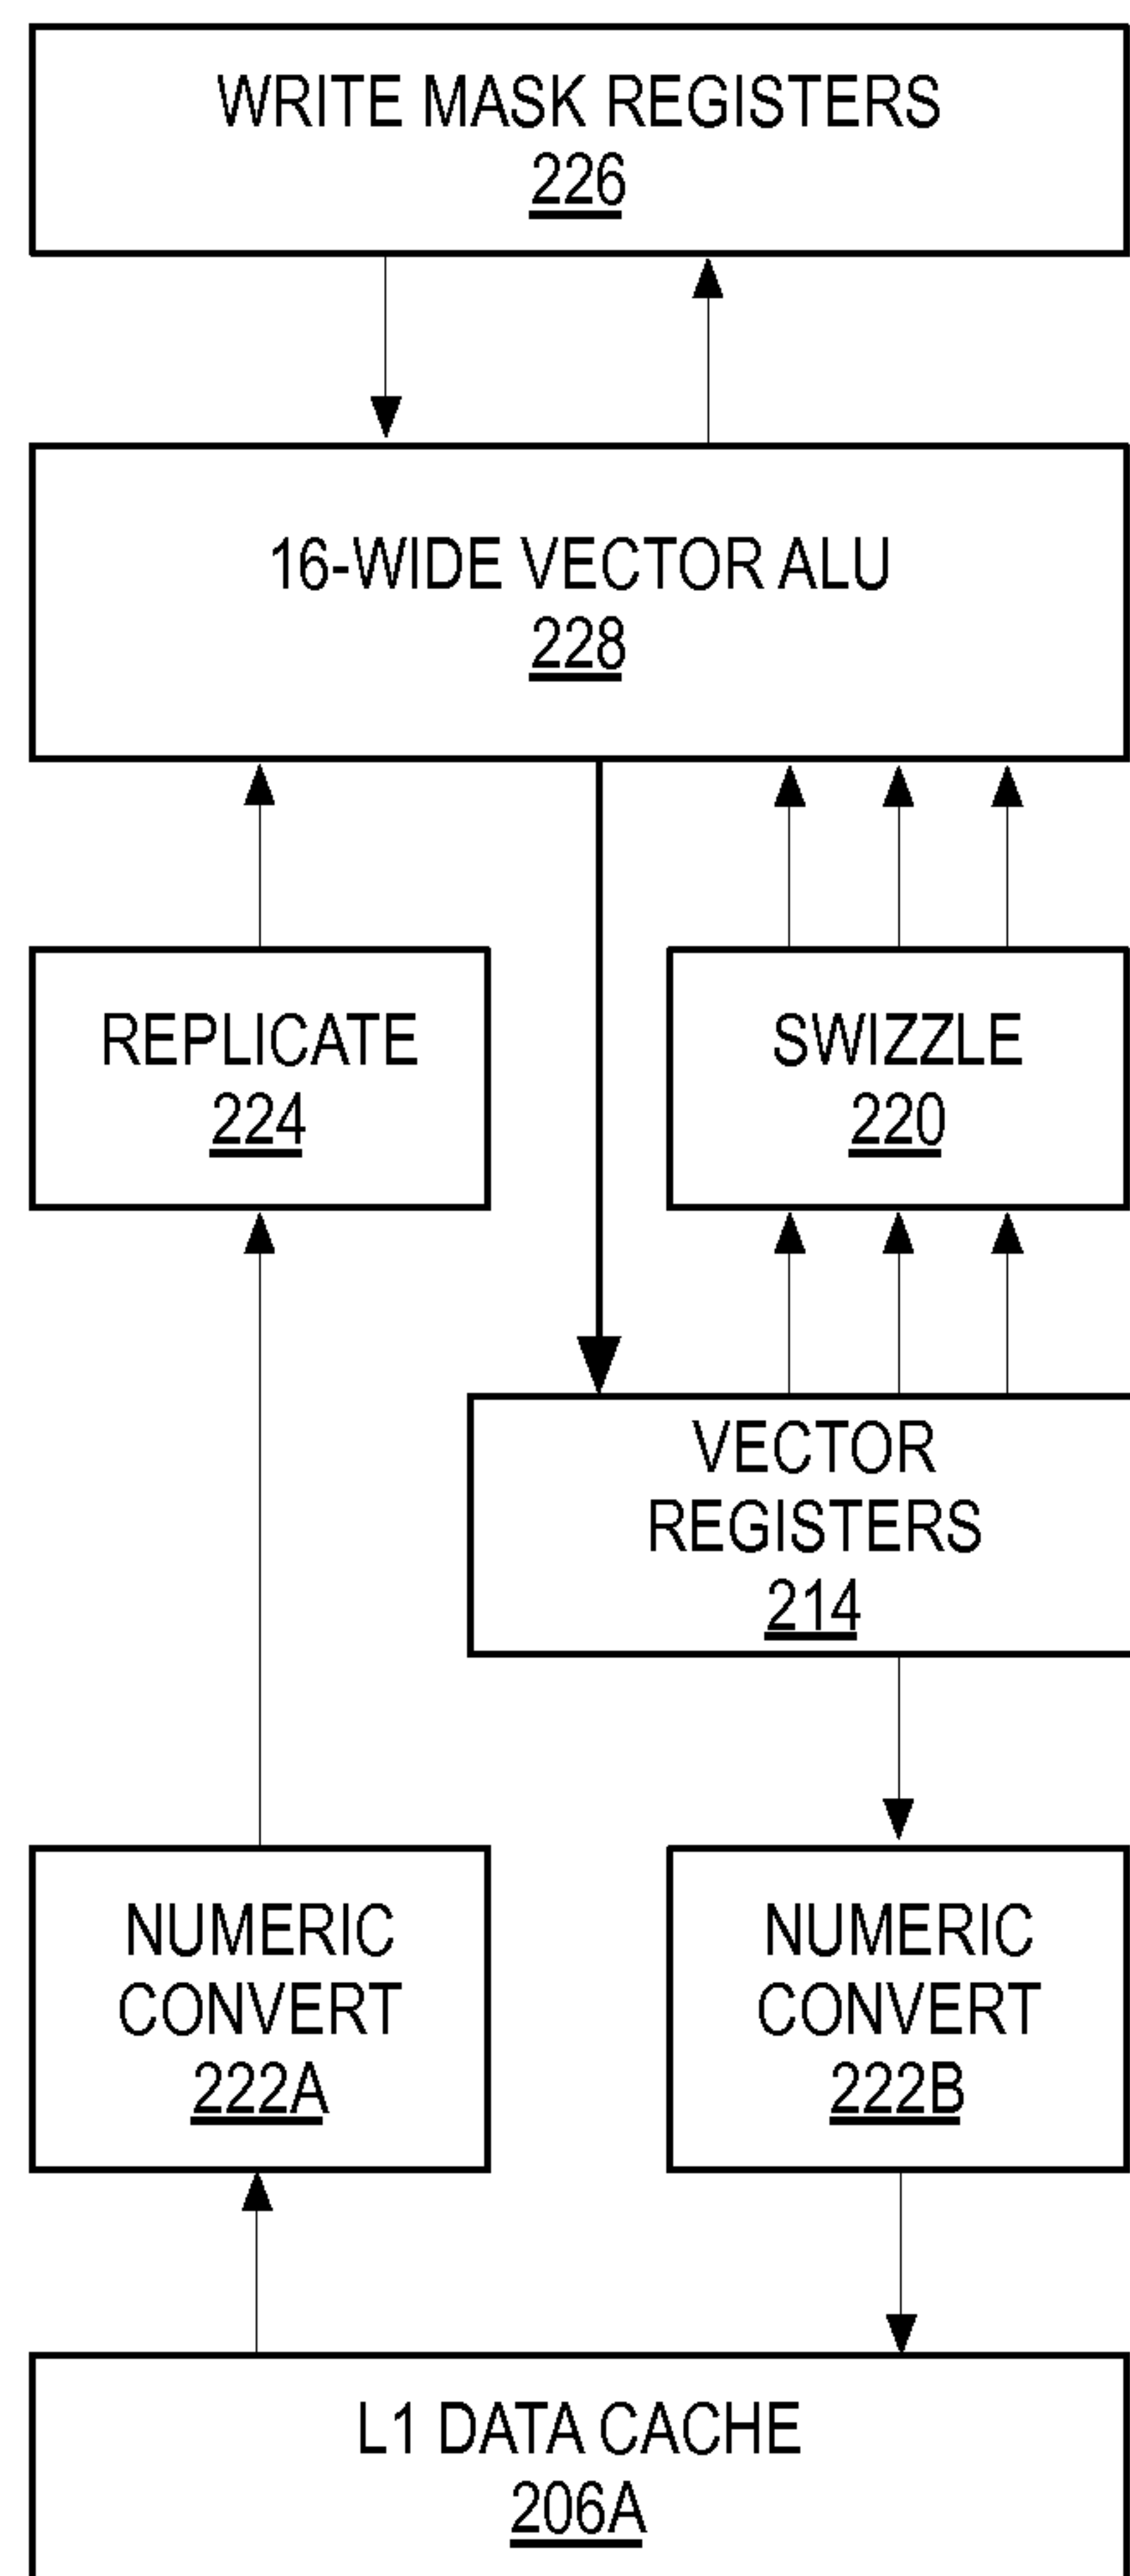 WRITE MASK REGISTERS
226
16-WIDE VECTOR ALU
228
REPLICATE
224
SWIZZLE
220
VECTOR
REGISTERS
214
NUMERIC
CONVERT
222A
NUMERIC
CONVERT
222B
L1 DATA CACHE
206A